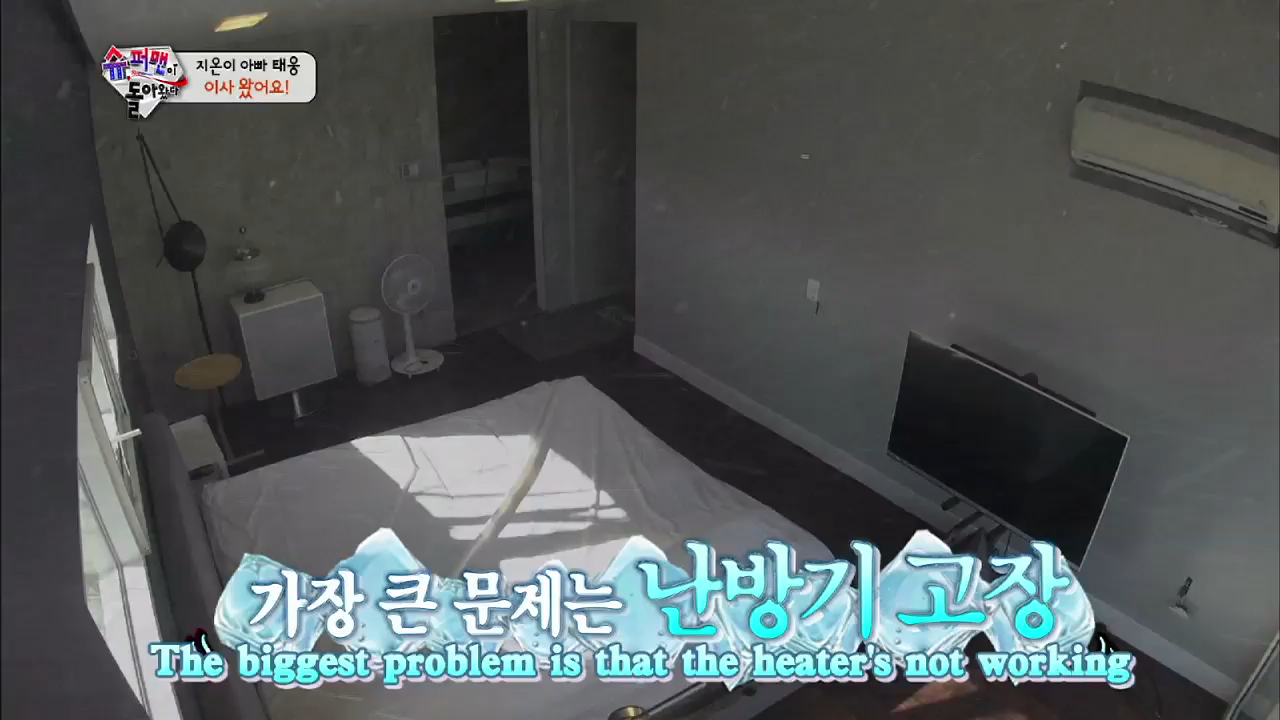 슈퍼맨이
돌아왔다
지온이 아빠 태웅
이사 왔어요!
가장 큰 문제는 난방기 고장
The biggest problem is that the heater's not working